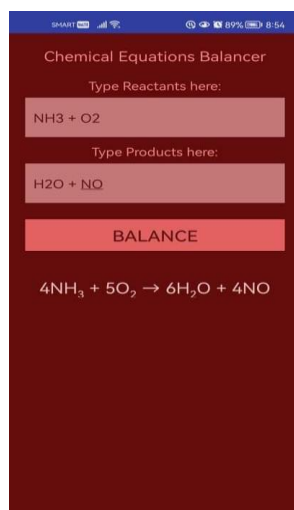 SMART 89% 8:54
Chemical Equations Balancer
Type Reactants here:
NH3 + O2
Type Products here:
H2O + NO
BALANCE
4NH₃ + 5O₂ → 6H₂O + 4NO